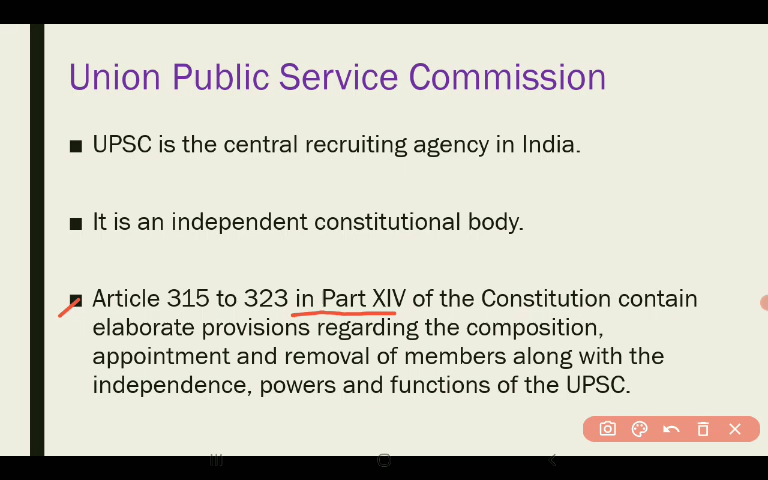 Union Public Service Commission
■ UPSC is the central recruiting agency in India.
■ It is an independent constitutional body.
■ Article 315 to 323 in Part XIV of the Constitution contain
elaborate provisions regarding the composition,
appointment and removal of members along with the
independence, powers and functions of the UPSC.